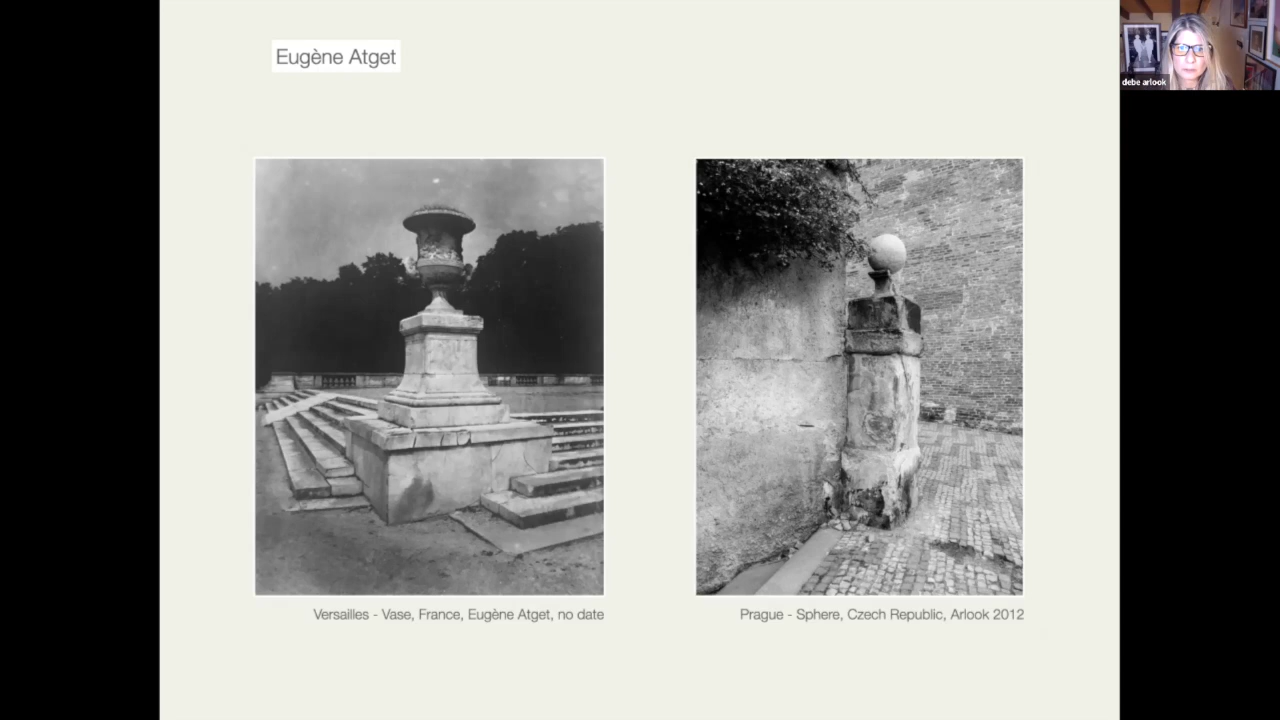 Eugène Atget
debe arlook
Versailles - Vase, France, Eugène Atget, no date
Prague - Sphere, Czech Republic, Arlook 2012